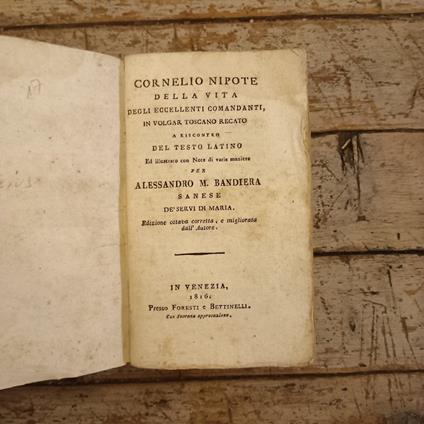 CORNELIO NIPOTE
DELLA VITA
DEGLI ECCELLENTI COMANDANTI,
IN VOLGAR TOSCANO RECATO
A RISCONTRO
DEL TESTO LATINO
Ed illustrato con Note di varie maniere
PER
ALESSANDRO M. BANDIERA
SANESE
DE' SERVI DI MARIA.
Edizione ottava corretta, e migliorata
dall' Autore.
IN VENEZIA,
1816.
Presso FORESTI e BETTINELLI.
Con Sovrana approvazione.